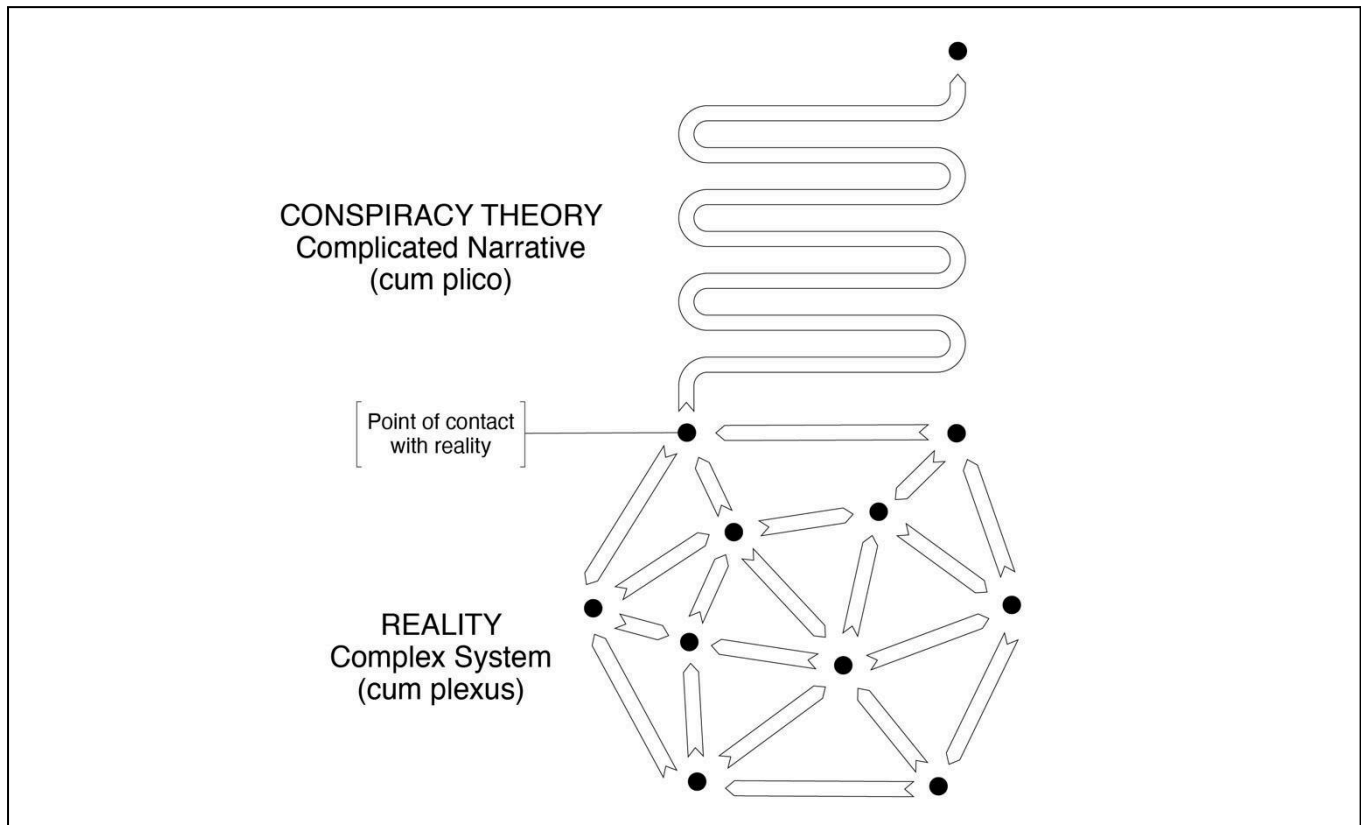 CONSPIRACY THEORY
Complicated Narrative
(cum plico)
Point of contact
with reality
REALITY
Complex System
(cum plexus)